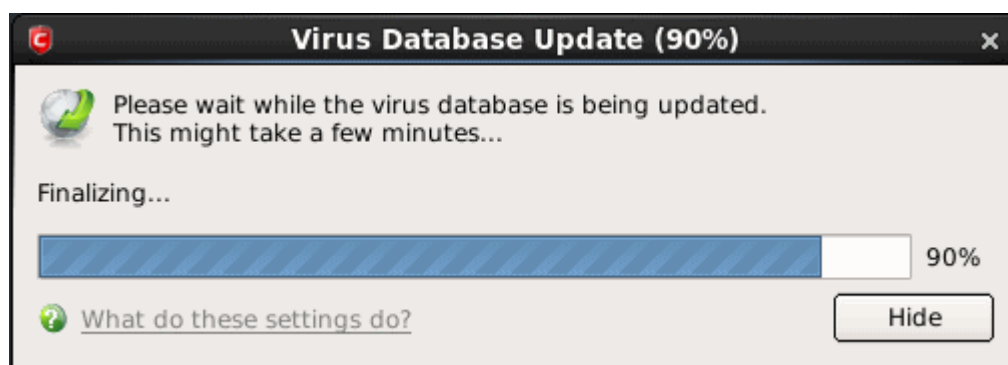 Virus Database Update (90%)
Please wait while the virus database is being updated.
This might take a few minutes...
Finalizing...
90%
What do these settings do?
Hide